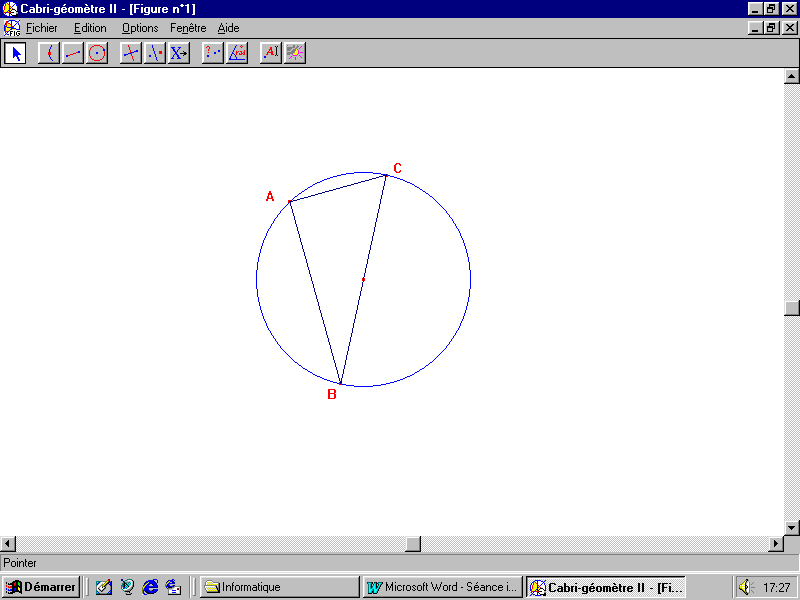 Cabri-géomètre II - [Figure n°1]
Fichier Edition Options Fenêtre Aide
X A
C
A
B
Pointer
Démarrer Informatique Microsoft Word - Séance i... Cabri-géomètre II - [Fi... 17:27